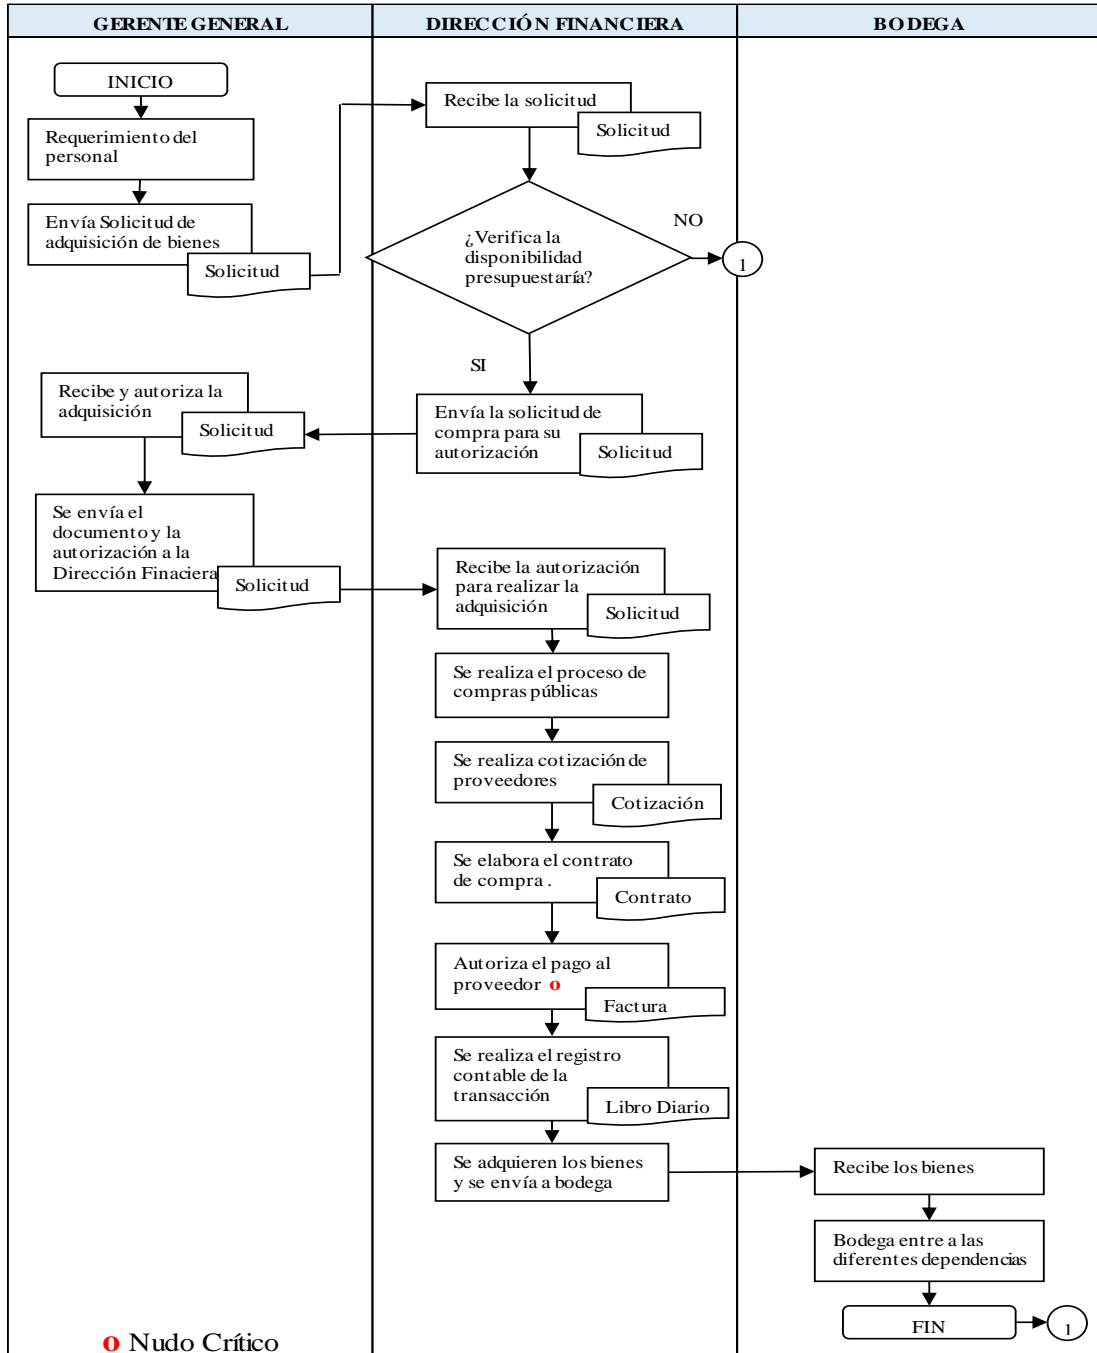 GERENTE GENERAL
DIRECCIÓN FINANCIERA
BODEGA
INICIO
Requerimiento del
personal
Envía Solicitud de
adquisición de bienes
Solicitud
Recibe la solicitud
Solicitud
¿Verifica la
disponibilidad
presupuestaría?
NO
1
SI
Envía la solicitud de
compra para su
autorización
Solicitud
Recibe y autoriza la
adquisición
Solicitud
Se envía el
documento y la
autorización a la
Dirección Finaciera
Solicitud
Recibe la autorización
para realizar la
adquisición
Solicitud
Se realiza el proceso de
compras públicas
Se realiza cotización de
proveedores
Cotización
Se elabora el contrato
de compra .
Contrato
Autoriza el pago al
proveedor o
Factura
Se realiza el registro
contable de la
transacción
Libro Diario
Se adquieren los bienes
y se envía a bodega
Recibe los bienes
Bodega entre a las
diferentes dependencias
FIN
1
o Nudo Crítico